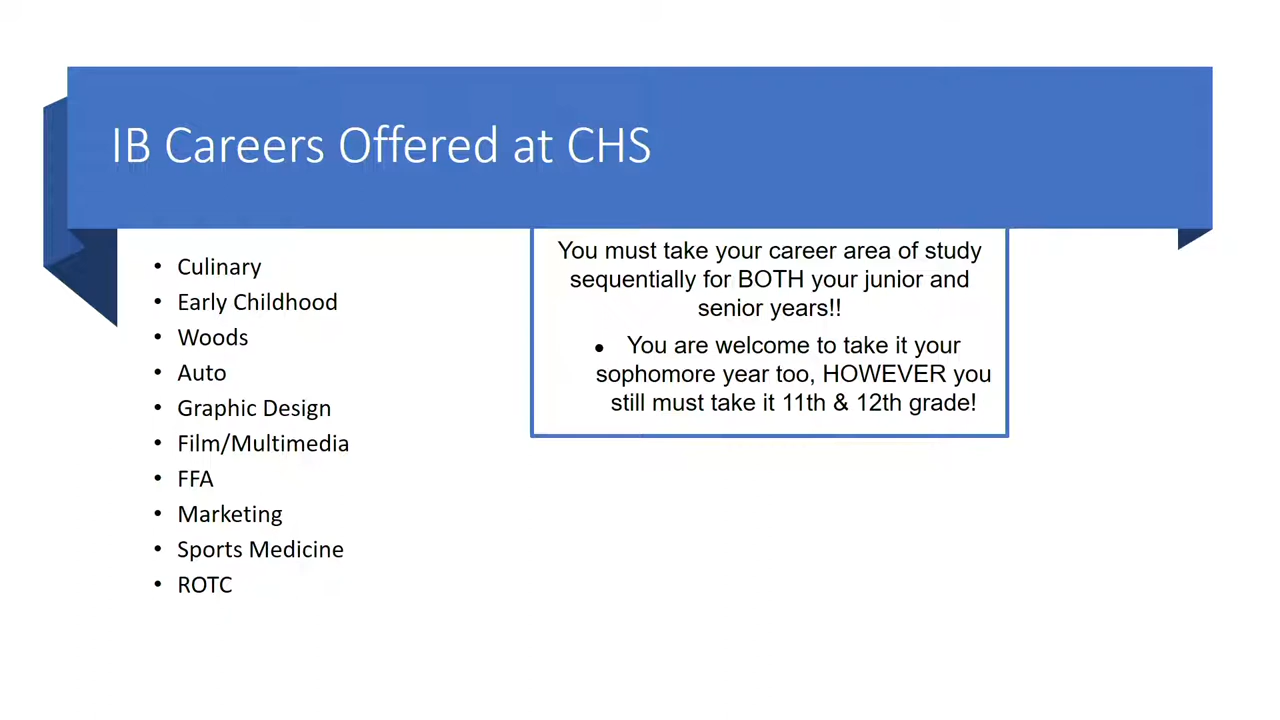 IB Careers Offered at CHS
• Culinary
• Early Childhood
• Woods
• Auto
• Graphic Design
• Film/Multimedia
• FFA
• Marketing
• Sports Medicine
• ROTC
You must take your career area of study
sequentially for BOTH your junior and
senior years!!
• You are welcome to take it your
sophomore year too, HOWEVER you
still must take it 11th & 12th grade!